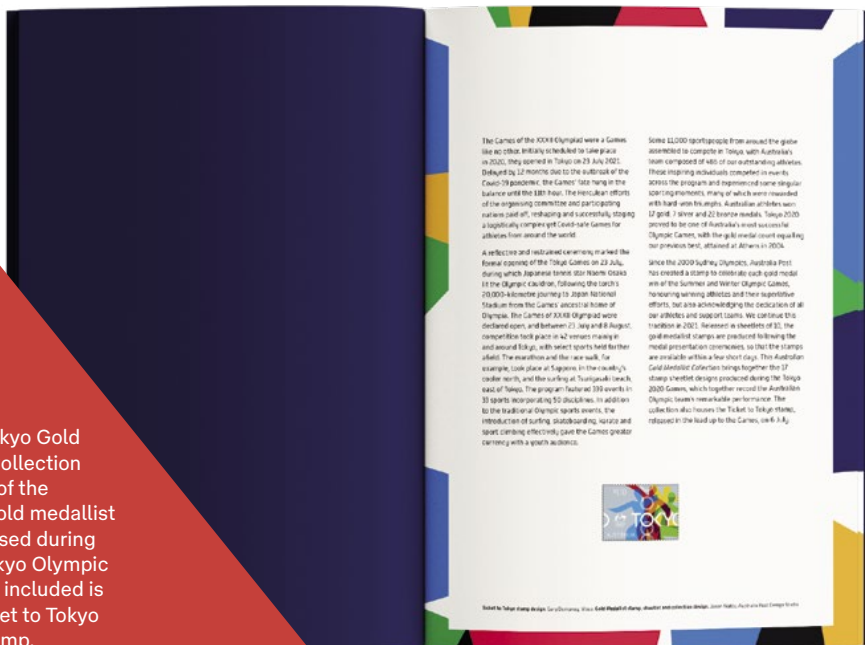 kyo Gold
ollection
of the
old medallist
sed during
kyo Olympic
included is
et to Tokyo
mp.
The Games of the XXXII Olympiad were a Games
like no other. Initially scheduled to take place
in 2020, they opened in Tokyo on 23 July 2021.
Delayed by 12 months due to the outbreak of the
Covid-19 pandemic, the Games' fate hung in the
balance until the 11th hour. The Herculean efforts
of the organising committee and participating
nations paid off, reshaping and successfully staging
a logistically complex yet Covid-safe Games for
athletes from around the world.
A reflective and restrained ceremony marked the
formal opening of the Tokyo Games on 23 July,
during which Japanese tennis star Naomi Osaka
lit the Olympic cauldron, following the torch's
20,000-kilometre journey to Japan National
Stadium from the Games' ancestral home of
Olympia. The Games of XXXII Olympiad were
declared open, and between 21 July and 8 August,
competition took place in 42 venues mainly in
and around Tokyo, with select sports held further
afield. The marathon and the race walk, for
example, took place at Sapporo, in the country's
cooler north, and the surfing at Tsurigasaki beach,
east of Tokyo. The program featured 339 events in
33 sports incorporating 50 disciplines. In addition
to the traditional Olympic sports events, the
introduction of surfing, skateboarding, karate and
sport climbing effectively gave the Games greater
currency with a youth audience.
Some 11,000 sportspeople from around the globe
assembled to compete in Tokyo, with Australia's
team composed of 486 of our outstanding athletes.
These inspiring individuals competed in events
across the program and experienced some singular
sporting moments, many of which were rewarded
with hard-won triumphs. Australian athletes won
17 gold, 7 silver and 22 bronze medals. Tokyo 2020
proved to be one of Australia's most successful
Olympic Games, with the gold medal count equalling
our previous best, attained at Athens in 2004.
Since the 2000 Sydney Olympics, Australia Post
has created a stamp to celebrate each gold medal
win of the Summer and Winter Olympic Games,
honouring winning athletes and their superlative
efforts, but also acknowledging the dedication of all
our athletes and support teams. We continue this
tradition in 2021. Released in sheetlets of 10, the
gold medallist stamps are produced following the
medal presentation ceremonies, so that the stamps
are available within a few short days. This Australian
Gold Medallist Collection brings together the 17
stamp sheetlet designs produced during the Tokyo
2020 Games, which together record the Australian
Olympic team's remarkable performance. The
collection also houses the Ticket to Tokyo stamp,
released in the lead up to the Games, on 6 July.
TOKYO
AUSTRALIA
Ticket to Tokyo stamp design: Gold Medallist stamp, sheetlet and collection design: Australia Post Design Studio